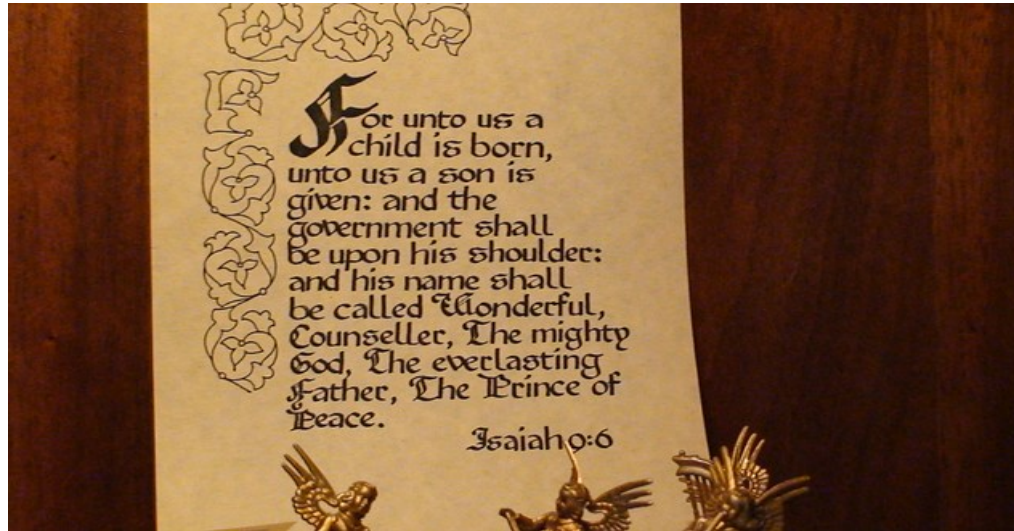 For unto us a
child is born,
unto us a son is
given: and the
government shall
be upon his shoulder:
and his name shall
be called Wonderful,
Counseller, The mighty
God, The everlasting
Father, The Prince of
Peace.
Isaiah 9:6